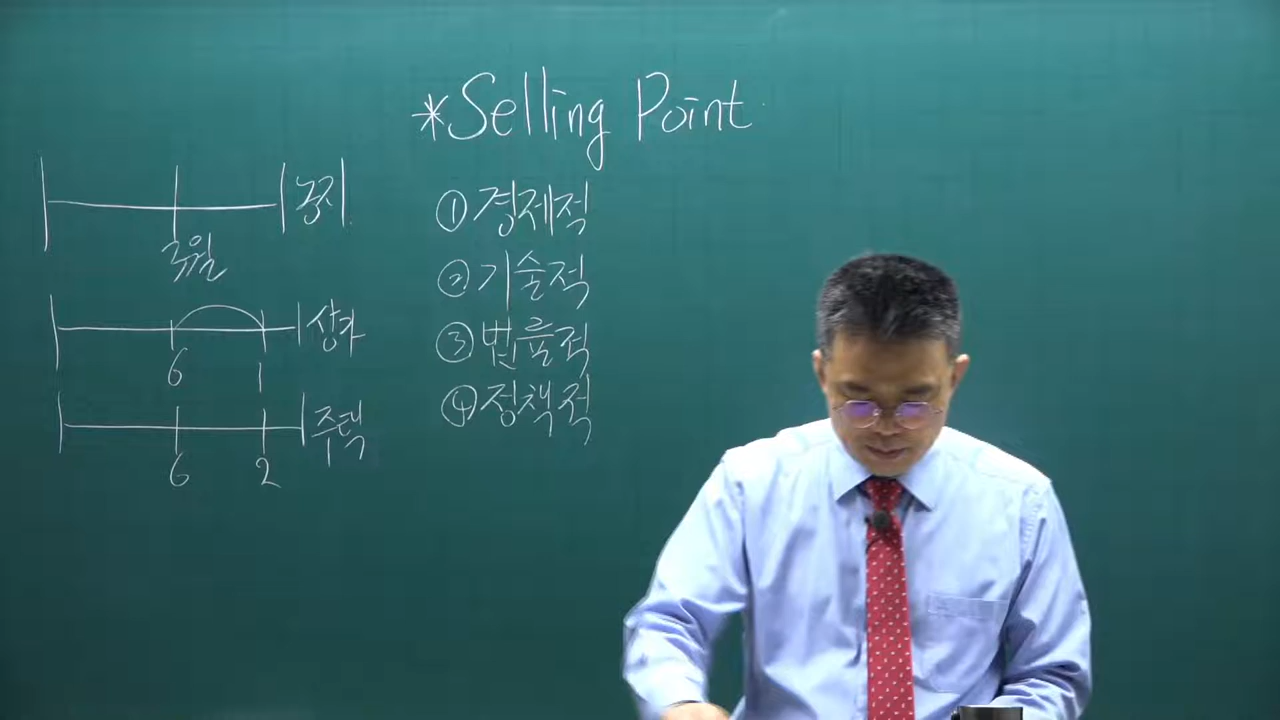 *Selling Point
농지
3월
상가
6 1
주택
6 2
① 경제적
② 기술적
③ 법률적
④ 정책적